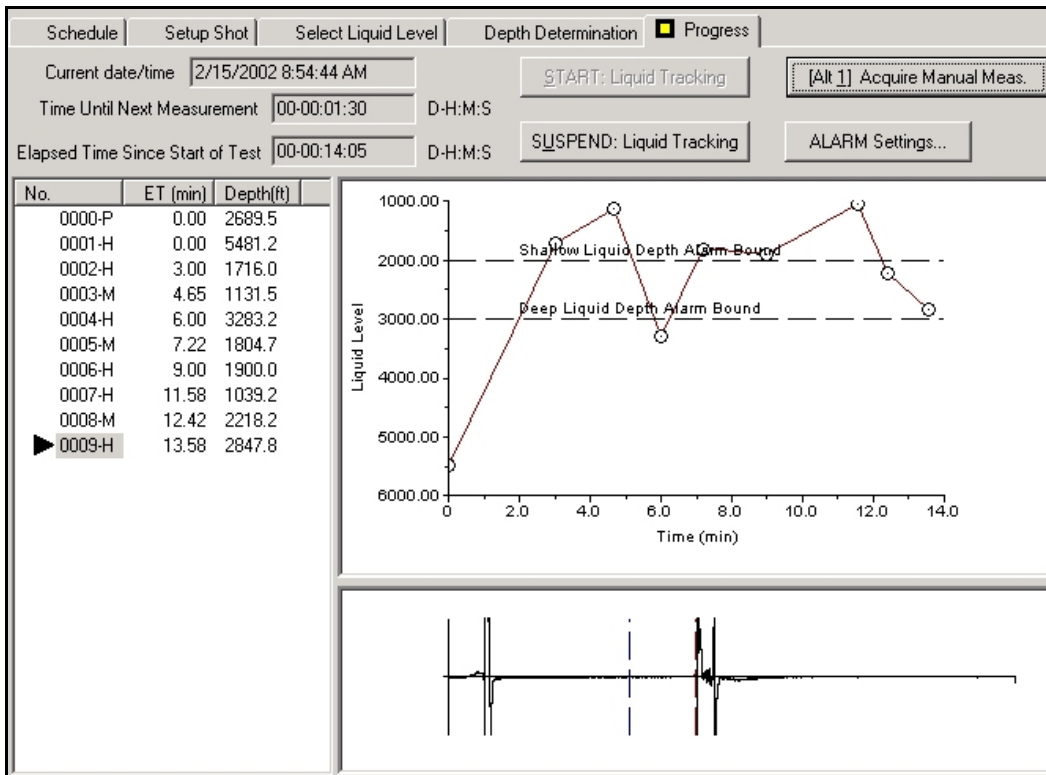 Schedule Setup Shot Select Liquid Level Depth Determination Progress
Current date/time 2/15/2002 8:54:44 AM START: Liquid Tracking [Alt 1] Acquire Manual Meas.
Time Until Next Measurement 00-00:01:30 D-H:M:S
Elapsed Time Since Start of Test 00-00:14:05 D-H:M:S SUSPEND: Liquid Tracking ALARM Settings...
No. ET (min) Depth(ft)
0000-P 0.00 2689.5
0001-H 0.00 5481.2
0002-H 3.00 1716.0
0003-M 4.65 1131.5
0004-H 6.00 3283.2
0005-M 7.22 1804.7
0006-H 9.00 1900.0
0007-H 11.58 1039.2
0008-M 12.42 2218.2
0009-H 13.58 2847.8
Liquid Level
1000.00
2000.00
3000.00
4000.00
5000.00
6000.00
Shallow Liquid Depth Alarm Bound
Deep Liquid Depth Alarm Bound
0 2.0 4.0 6.0 8.0 10.0 12.0 14.0
Time (min)